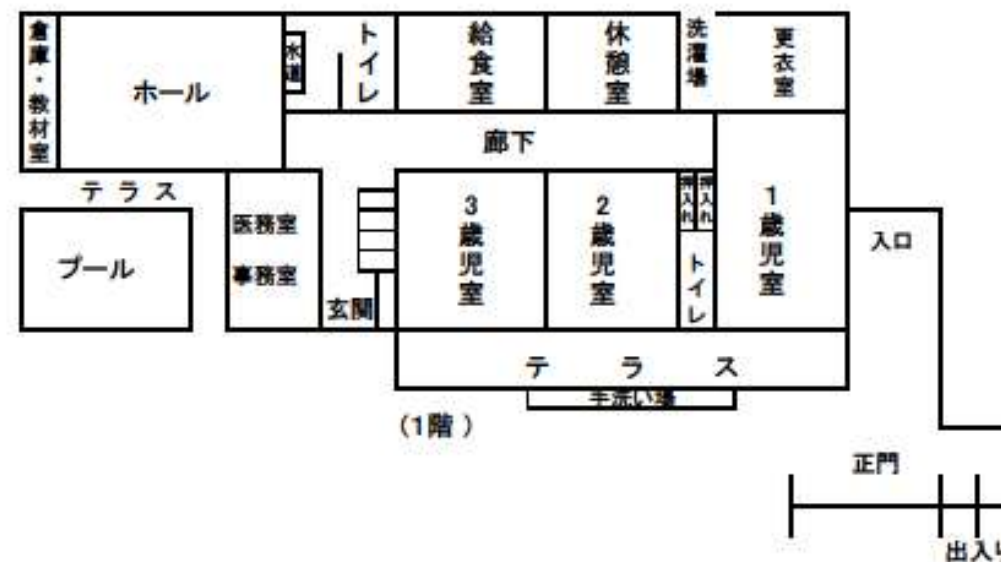 倉庫・教材室
ホール
水道
トイレ
給食室
休憩室
洗濯場
更衣室
廊下
テラス
プール
医務室
事務室
玄関
3歳児室
2歳児室
押入れ
押入れ
トイレ
1歳児室
入口
テラス
手洗い場
(1階)
正門
出入り